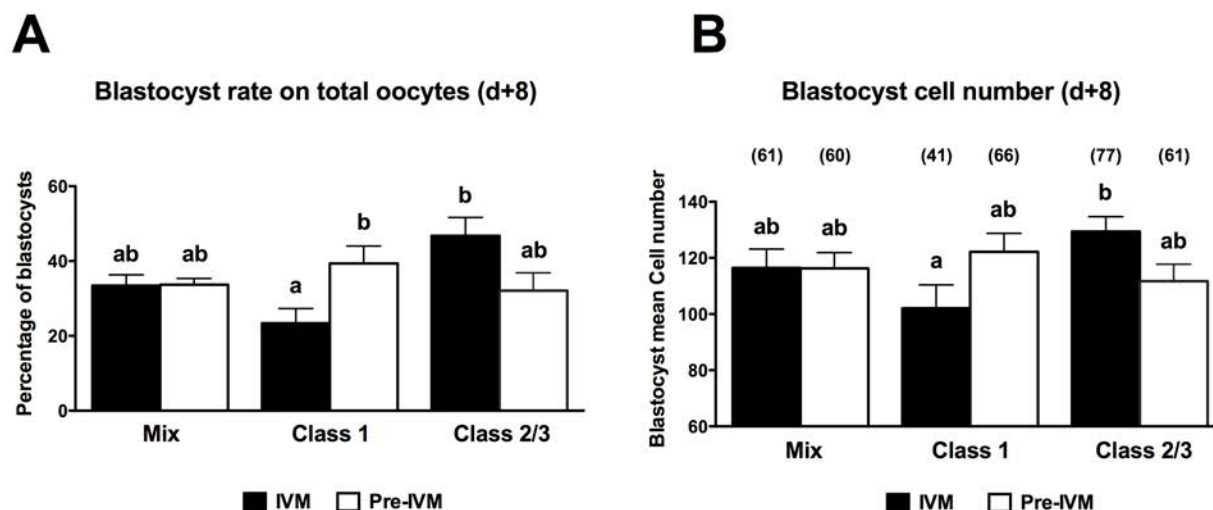 A
Blastocyst rate on total oocytes (d+8)
Percentage of blastocysts
60
40
20
0
ab
ab
a
b
b
ab
Mix
Class 1
Class 2/3
IVM
Pre-IVM
B
Blastocyst cell number (d+8)
(61)
(60)
(41)
(66)
(77)
(61)
Blastocyst mean Cell number
140
120
100
80
60
ab
ab
a
ab
b
ab
Mix
Class 1
Class 2/3
IVM
Pre-IVM